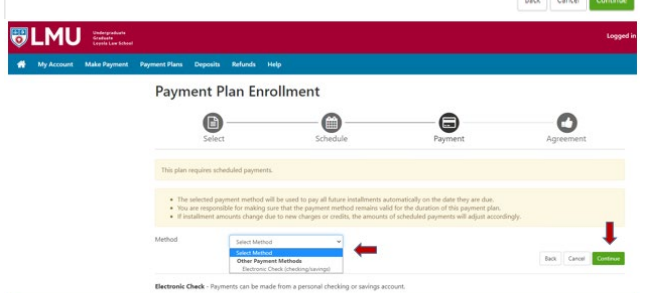 Back Cancel Continue
LMU
Undergraduate
Graduate
Loyola Law School
Logged in
My Account Make Payment Payment Plans Deposits Refunds Help
Payment Plan Enrollment
Select Schedule Payment Agreement
This plan requires scheduled payments.
• The selected payment method will be used to pay all future installments automatically on the date they are due.
• You are responsible for making sure that the payment method remains valid for the duration of this payment plan.
• If installment amounts change due to new charges or credits, the amounts of scheduled payments will adjust accordingly.
Method Select Method
Select Method
Other Payment Methods
Electronic Check (checking/savings)
Back Cancel Continue
Electronic Check - Payments can be made from a personal checking or savings account.